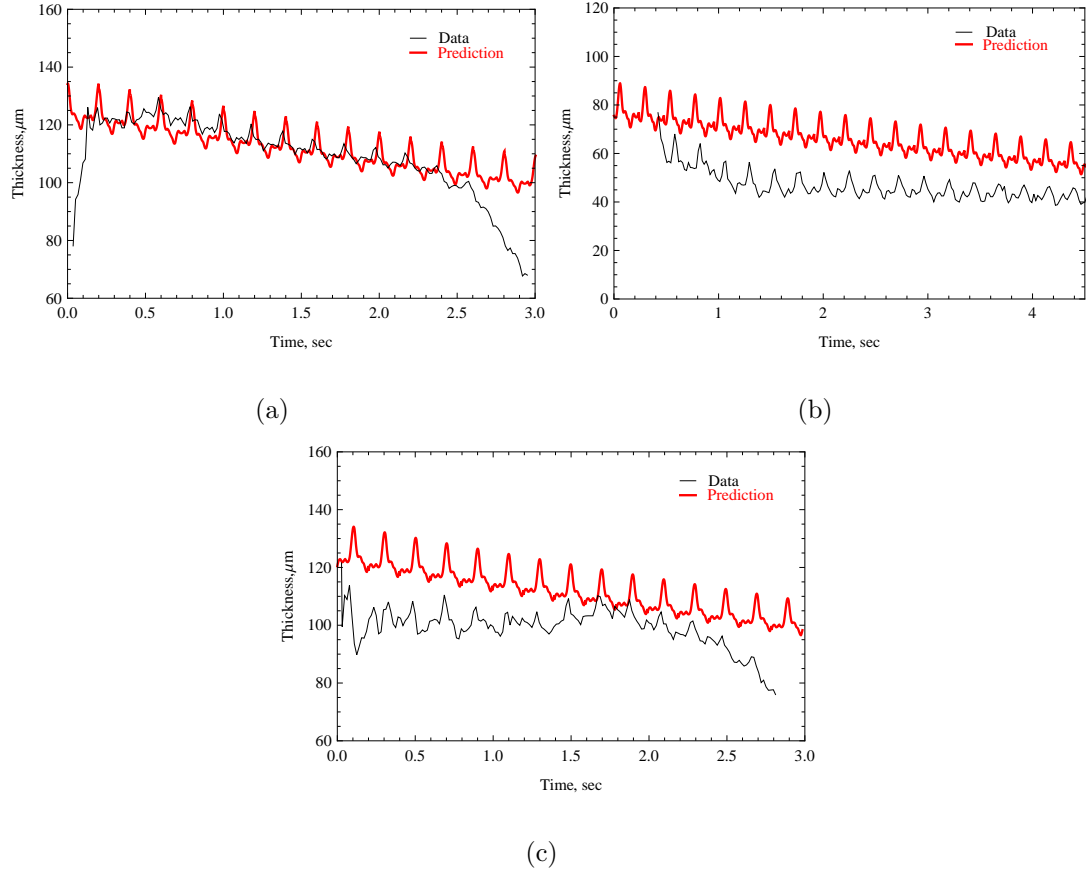 160
140
120
100
80
60
Thickness,μm
Data
Prediction
0.0 0.5 1.0 1.5 2.0 2.5 3.0
Time, sec
(a)
120
100
80
60
40
20
0
Thickness,μm
Data
Prediction
0 1 2 3 4
Time, sec
(b)
160
140
120
100
80
60
Thickness,μm
Data
Prediction
0.0 0.5 1.0 1.5 2.0 2.5 3.0
Time, sec
(c)